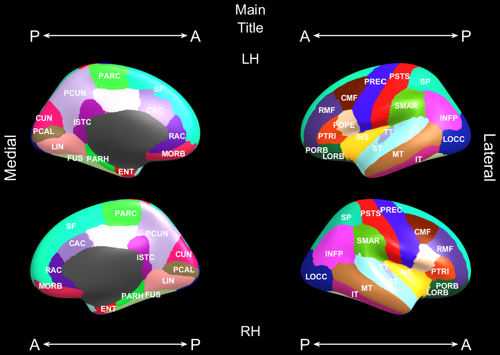 Main
Title
P A
A P
LH
Medial
Lateral
PARC
PCUN
SF
CAC
ISTC
CUN
PCAL
LIN
FUS
PARH
ENT
RAC
MORB
PREC
PSTS
SP
CMF
SMAR
RMF
POPE
PTRI
INS
TT
INFP
PORB
LORB
ST
MT
IT
LOCC
PARC
SF
CAC
PCUN
ISTC
CUN
RAC
PCAL
MORB
LIN
PARH
FUS
ENT
SP
PSTS
PREC
CMF
SMAR
RMF
INFP
TT
INS
PTRI
LOCC
MT
PORB
LORB
IT
RH
A P
P A